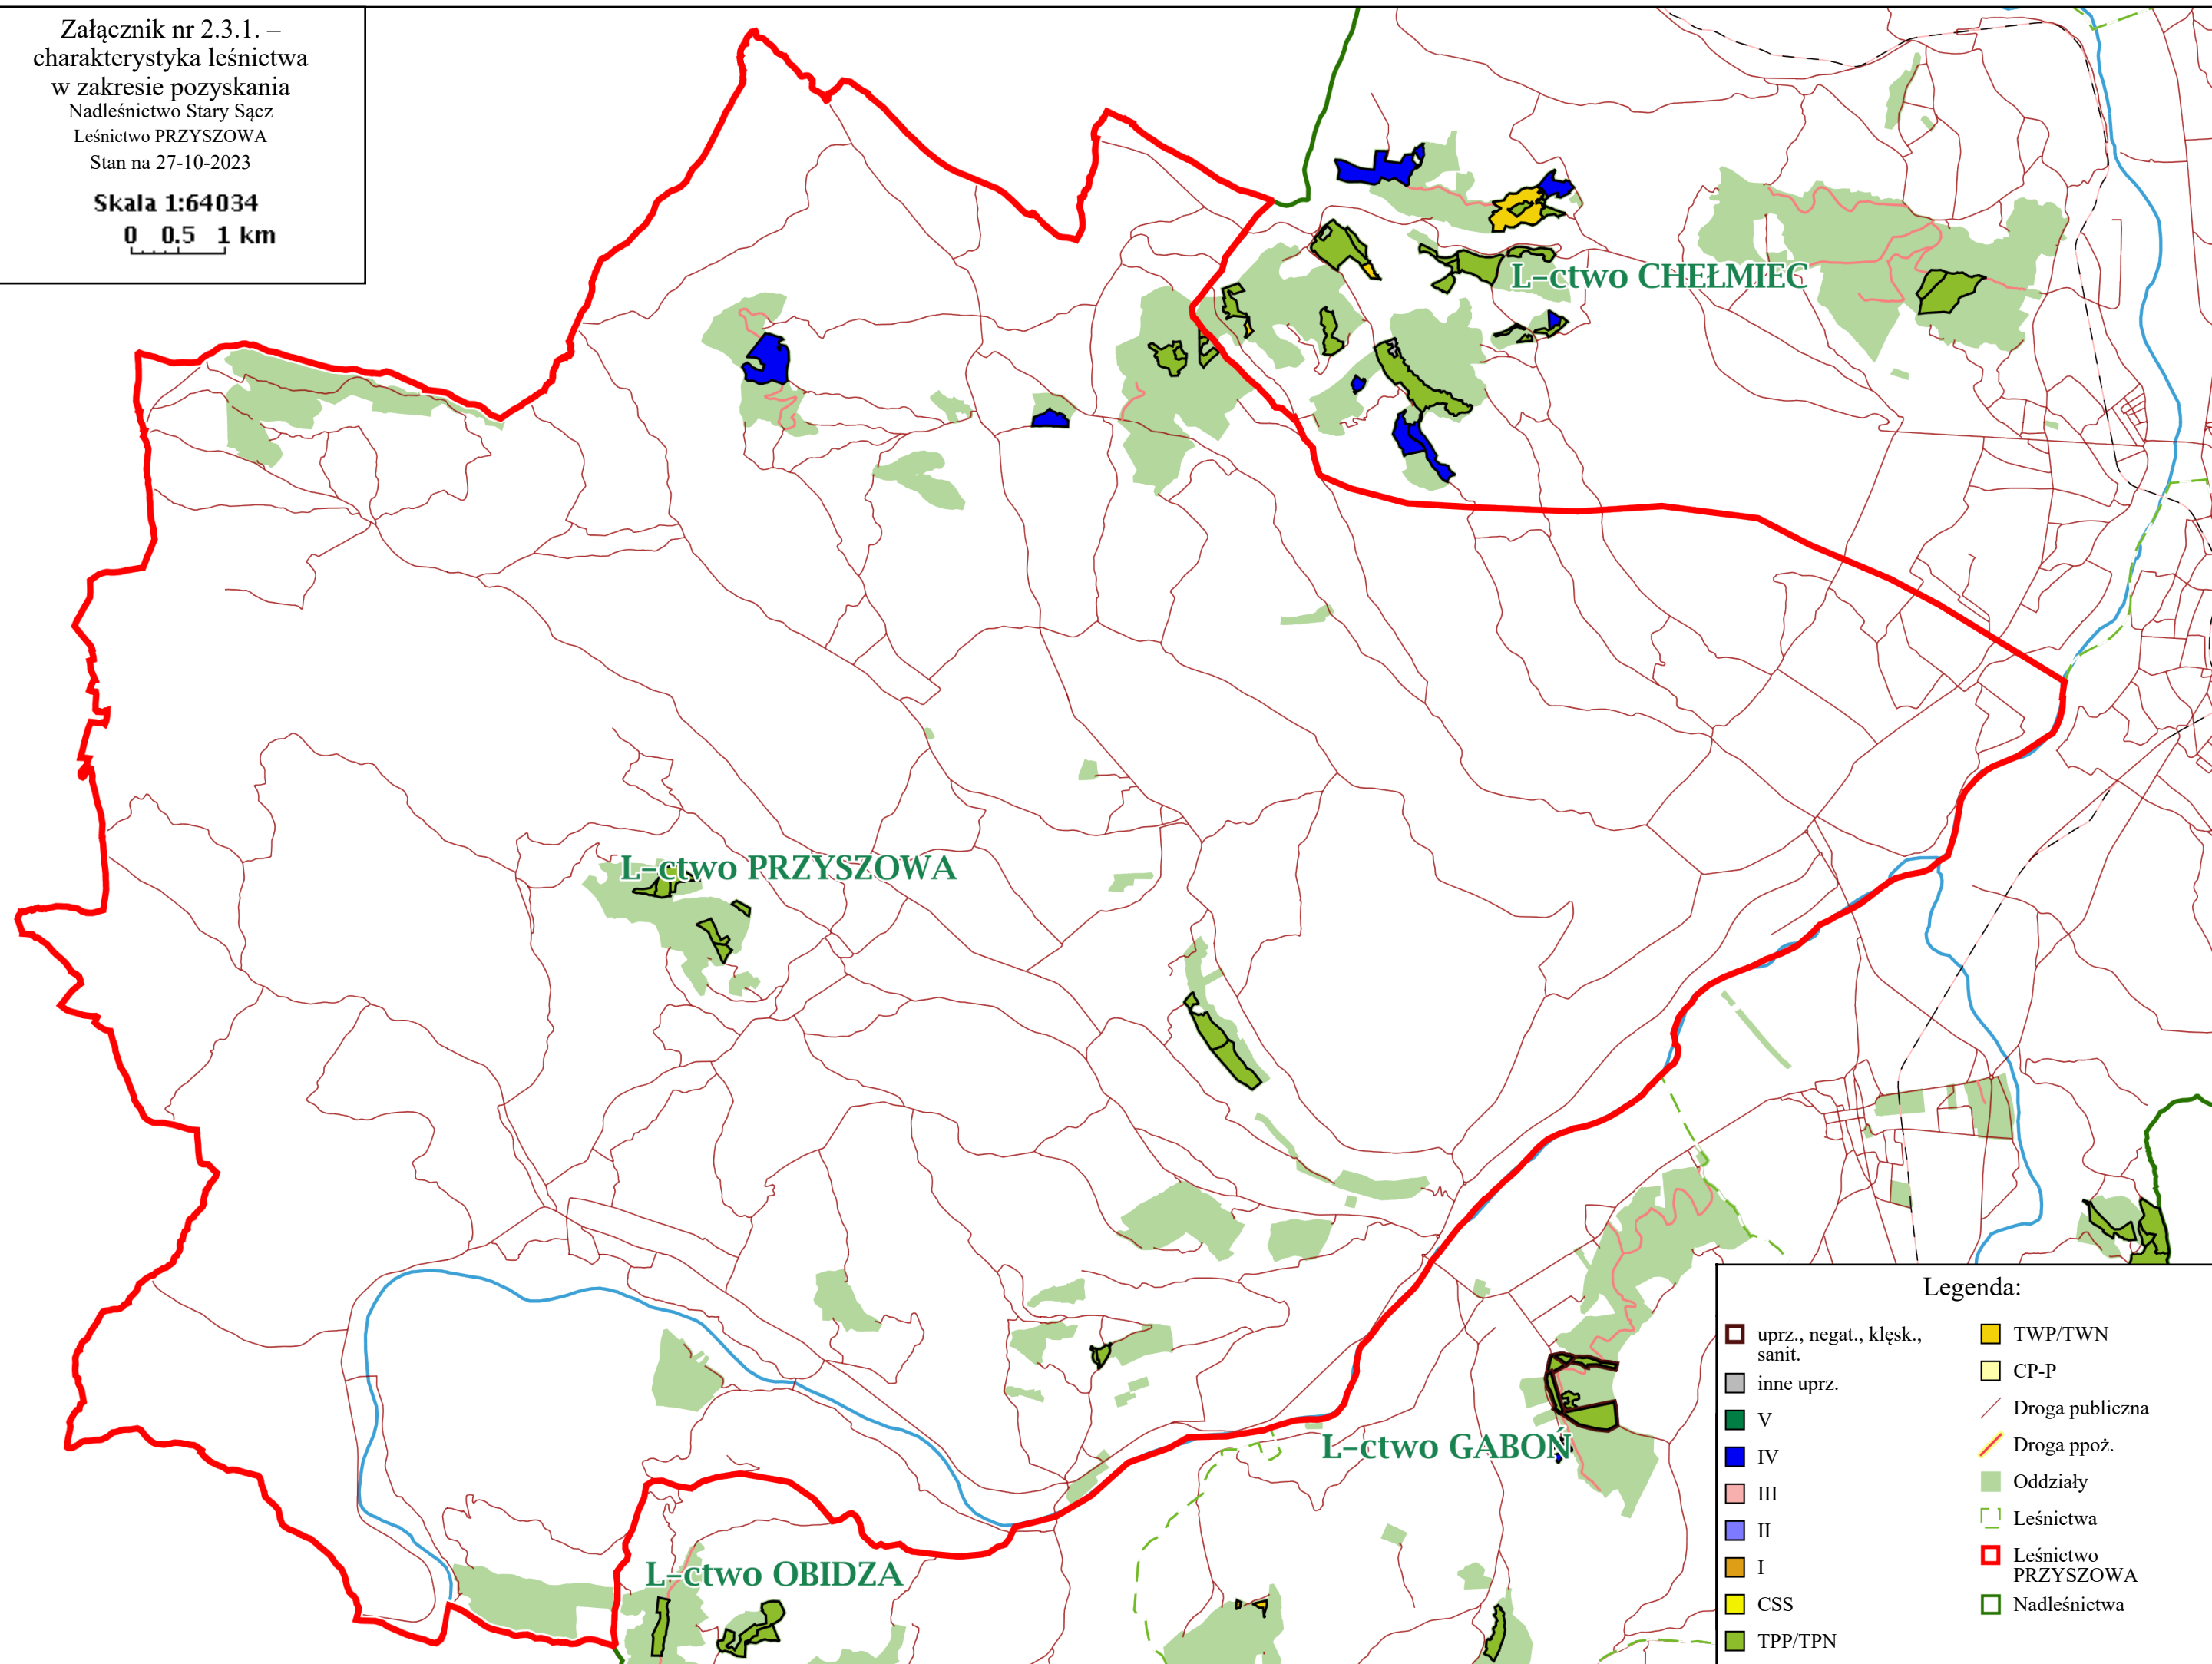 Załącznik nr 2.3.1. –
charakterystyka leśnictwa
w zakresie pozyskania
Nadleśnictwo Stary Sącz
Leśnictwo PRZYSZOWA
Stan na 27-10-2023
Skala 1:64034
0 0.5 1 km
L-ctwo CHEŁMIEC
L-ctwo PRZYSZOWA
L-ctwo GABOŃ
L-ctwo OBIDZA
Legenda:
uprz., negat., klęsk.,
sanit.
inne uprz.
V
IV
III
II
I
CSS
TPP/TPN
TWP/TWN
CP-P
Droga publiczna
Droga ppoż.
Oddziały
Leśnictwa
Leśnictwo
PRZYSZOWA
Nadleśnictwa